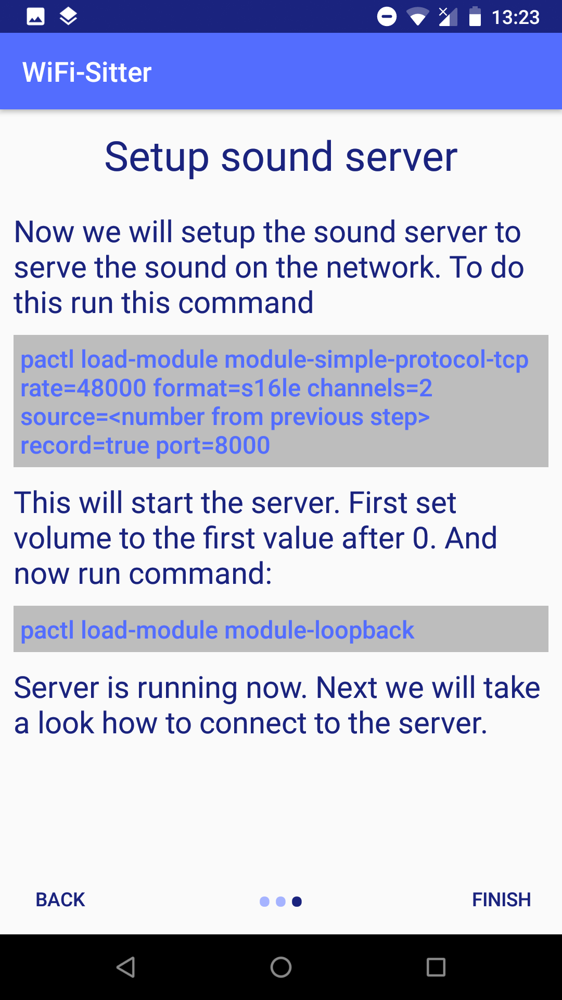 13:23
WiFi-Sitter
Setup sound server
Now we will setup the sound server to
serve the sound on the network. To do
this run this command
pactl load-module module-simple-protocol-tcp
rate=48000 format=s16le channels=2
source=<number from previous step>
record=true port=8000
This will start the server. First set
volume to the first value after 0. And
now run command:
pactl load-module module-loopback
Server is running now. Next we will take
a look how to connect to the server.
BACK
FINISH